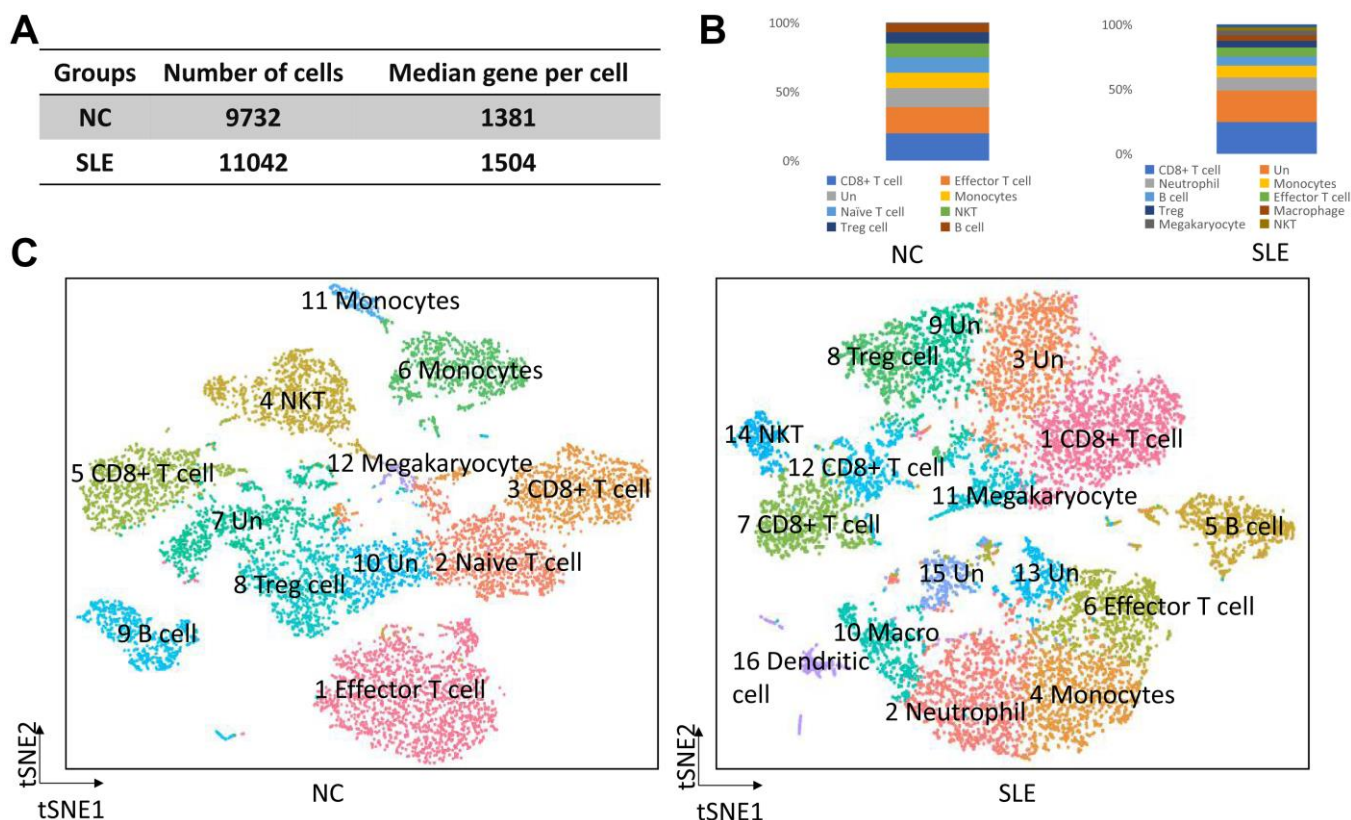 A
Groups Number of cells Median gene per cell
NC 9732 1381
SLE 11042 1504
B
100%
50%
0%
CD8+ T cell Effector T cell
Un Monocytes
Naïve T cell NKT
Treg cell B cell
NC
100%
50%
0%
CD8+ T cell Un
Neutrophil Monocytes
B cell Effector T cell
Treg Macrophage
Megakaryocyte NKT
SLE
C
11 Monocytes
6 Monocytes
4 NKT
12 Megakaryocyte
5 CD8+ T cell
3 CD8+ T cell
7 Un
10 Un
2 Naive T cell
8 Treg cell
9 B cell
1 Effector T cell
tSNE2
tSNE1
NC
9 Un
8 Treg cell
3 Un
14 NKT
1 CD8+ T cell
12 CD8+ T cell
11 Megakaryocyte
7 CD8+ T cell
5 B cell
15 Un
13 Un
6 Effector T cell
10 Macro
16 Dendritic
cell
4 Monocytes
2 Neutrophil
tSNE2
tSNE1
SLE